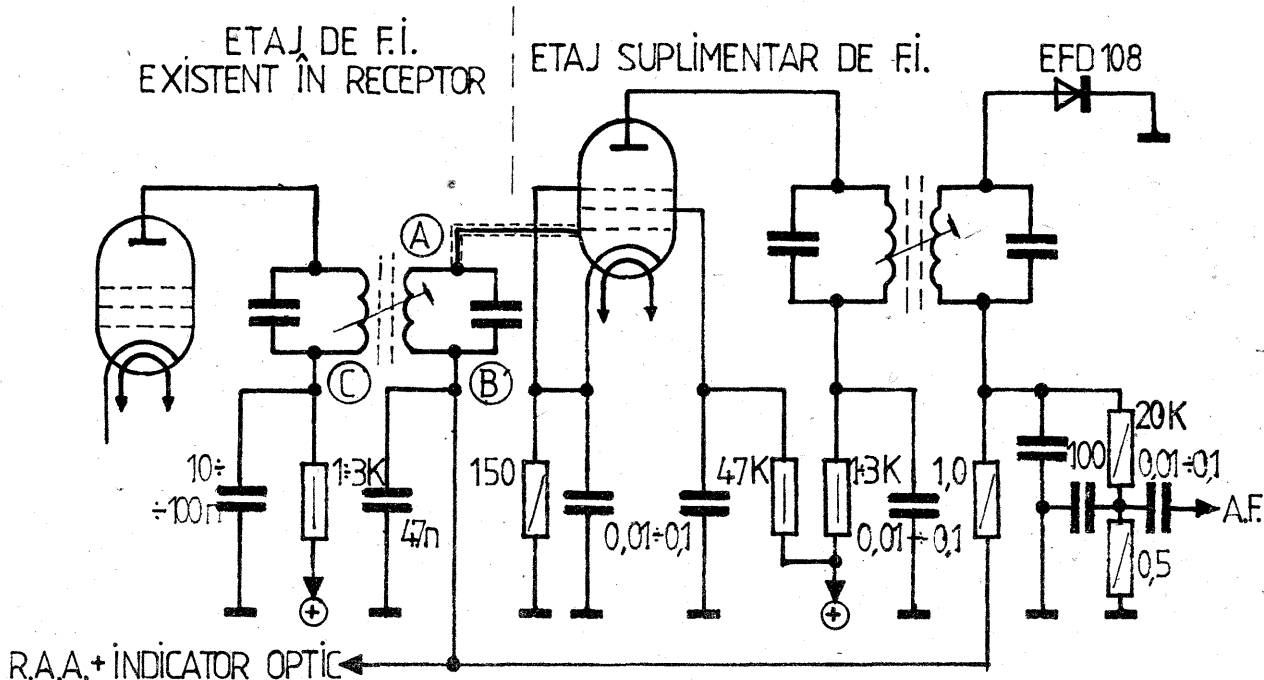 ETAJ DE F.I.
EXISTENT ÎN RECEPTOR
ETAJ SUPLIMENTAR DE F.I.
EFD 108
A
C
B
10÷
÷100n
1÷3K
47n
150
0,01÷0,1
47K
1÷3K
0,01÷0,1
1,0
100
20K
0,01÷0,1
A.F.
0,5
+
+
R.A.A.+ INDICATOR OPTIC